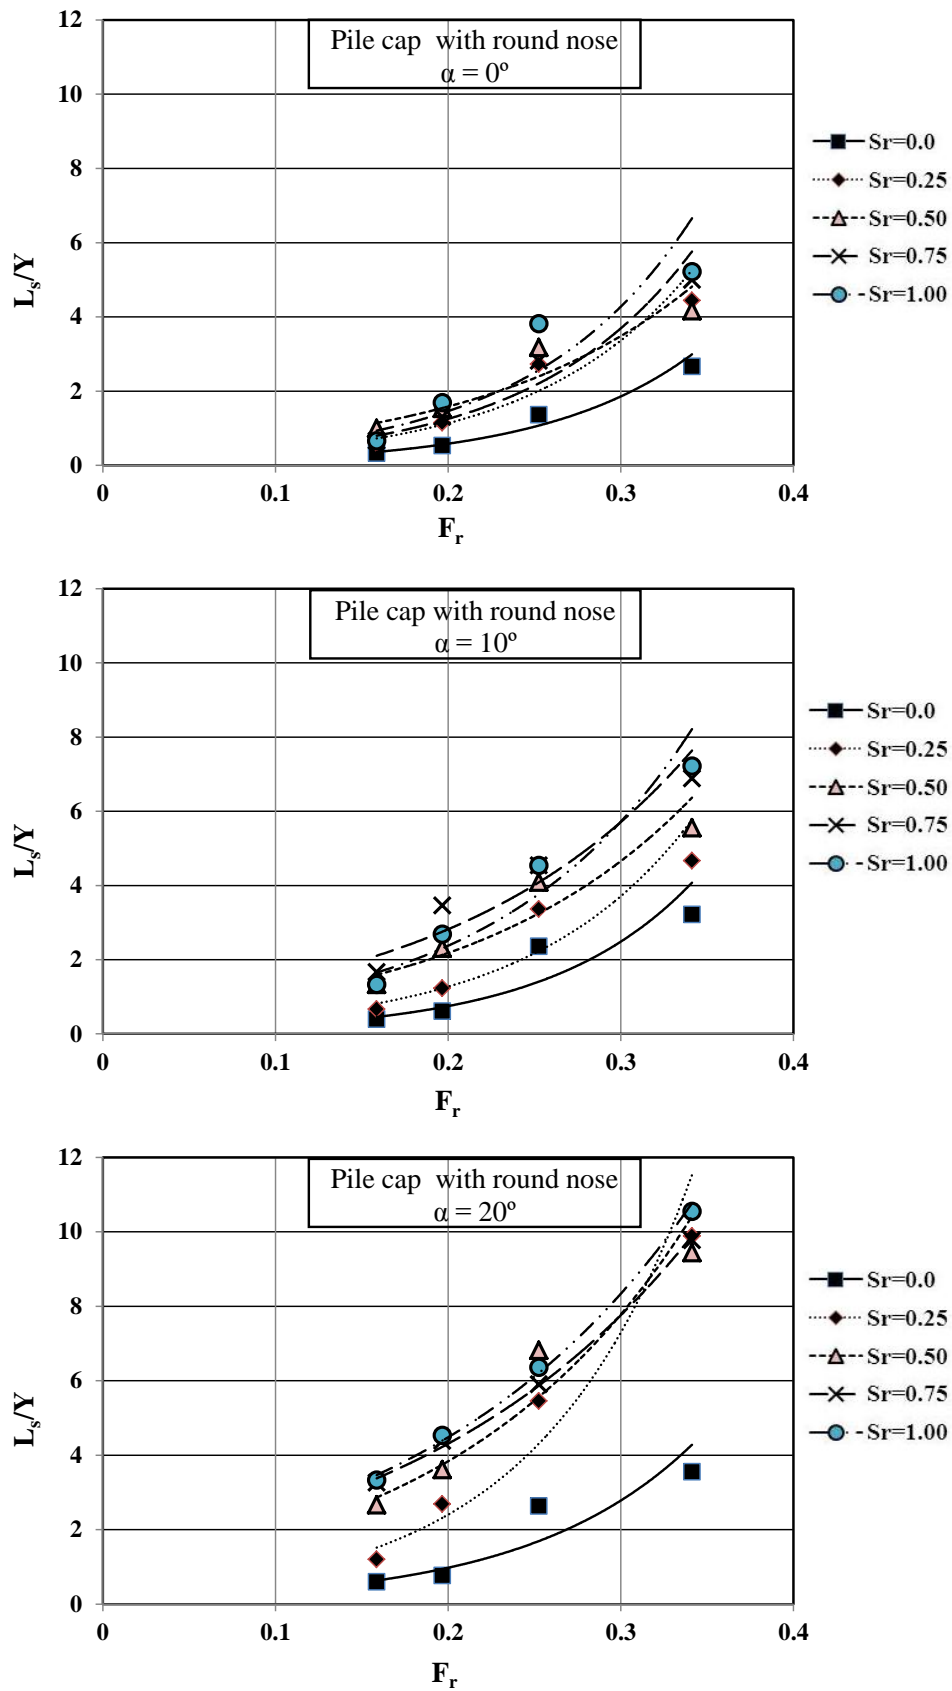 12
Pile cap with round nose
α = 0º
10
8
6
4
2
0
Ls/Y
0 0.1 0.2 0.3 0.4
Fr
Sr=0.0
Sr=0.25
Sr=0.50
Sr=0.75
Sr=1.00
12
Pile cap with round nose
α = 10º
10
8
6
4
2
0
Ls/Y
0 0.1 0.2 0.3 0.4
Fr
Sr=0.0
Sr=0.25
Sr=0.50
Sr=0.75
Sr=1.00
12
Pile cap with round nose
α = 20º
10
8
6
4
2
0
Ls/Y
0 0.1 0.2 0.3 0.4
Fr
Sr=0.0
Sr=0.25
Sr=0.50
Sr=0.75
Sr=1.00